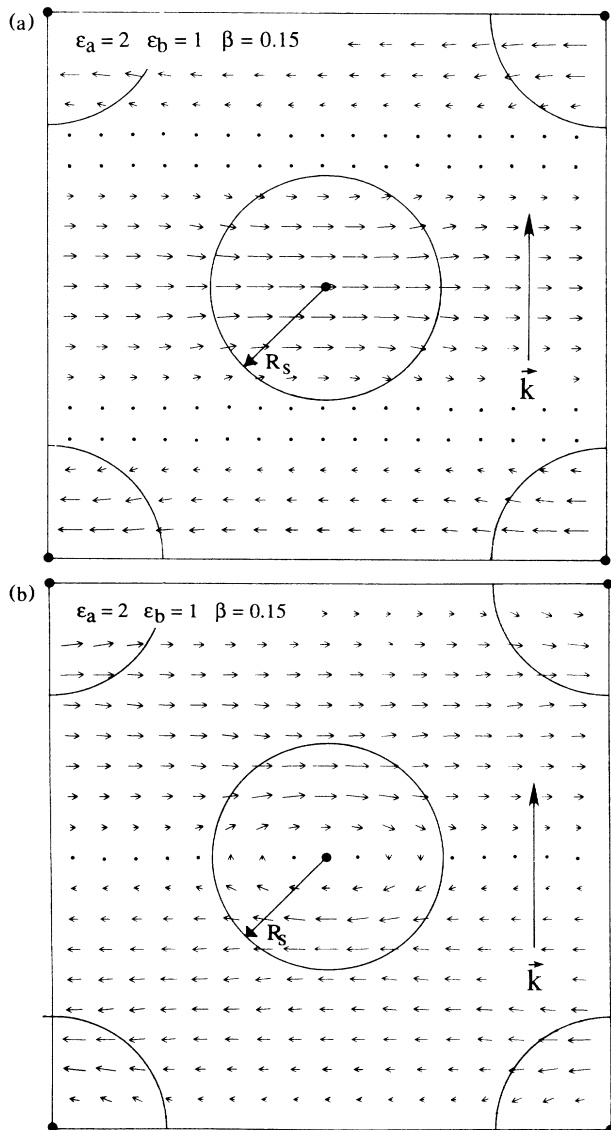 (a)
εa = 2 εb = 1 β = 0.15
Rs
k⃗
(b)
εa = 2 εb = 1 β = 0.15
Rs
k⃗